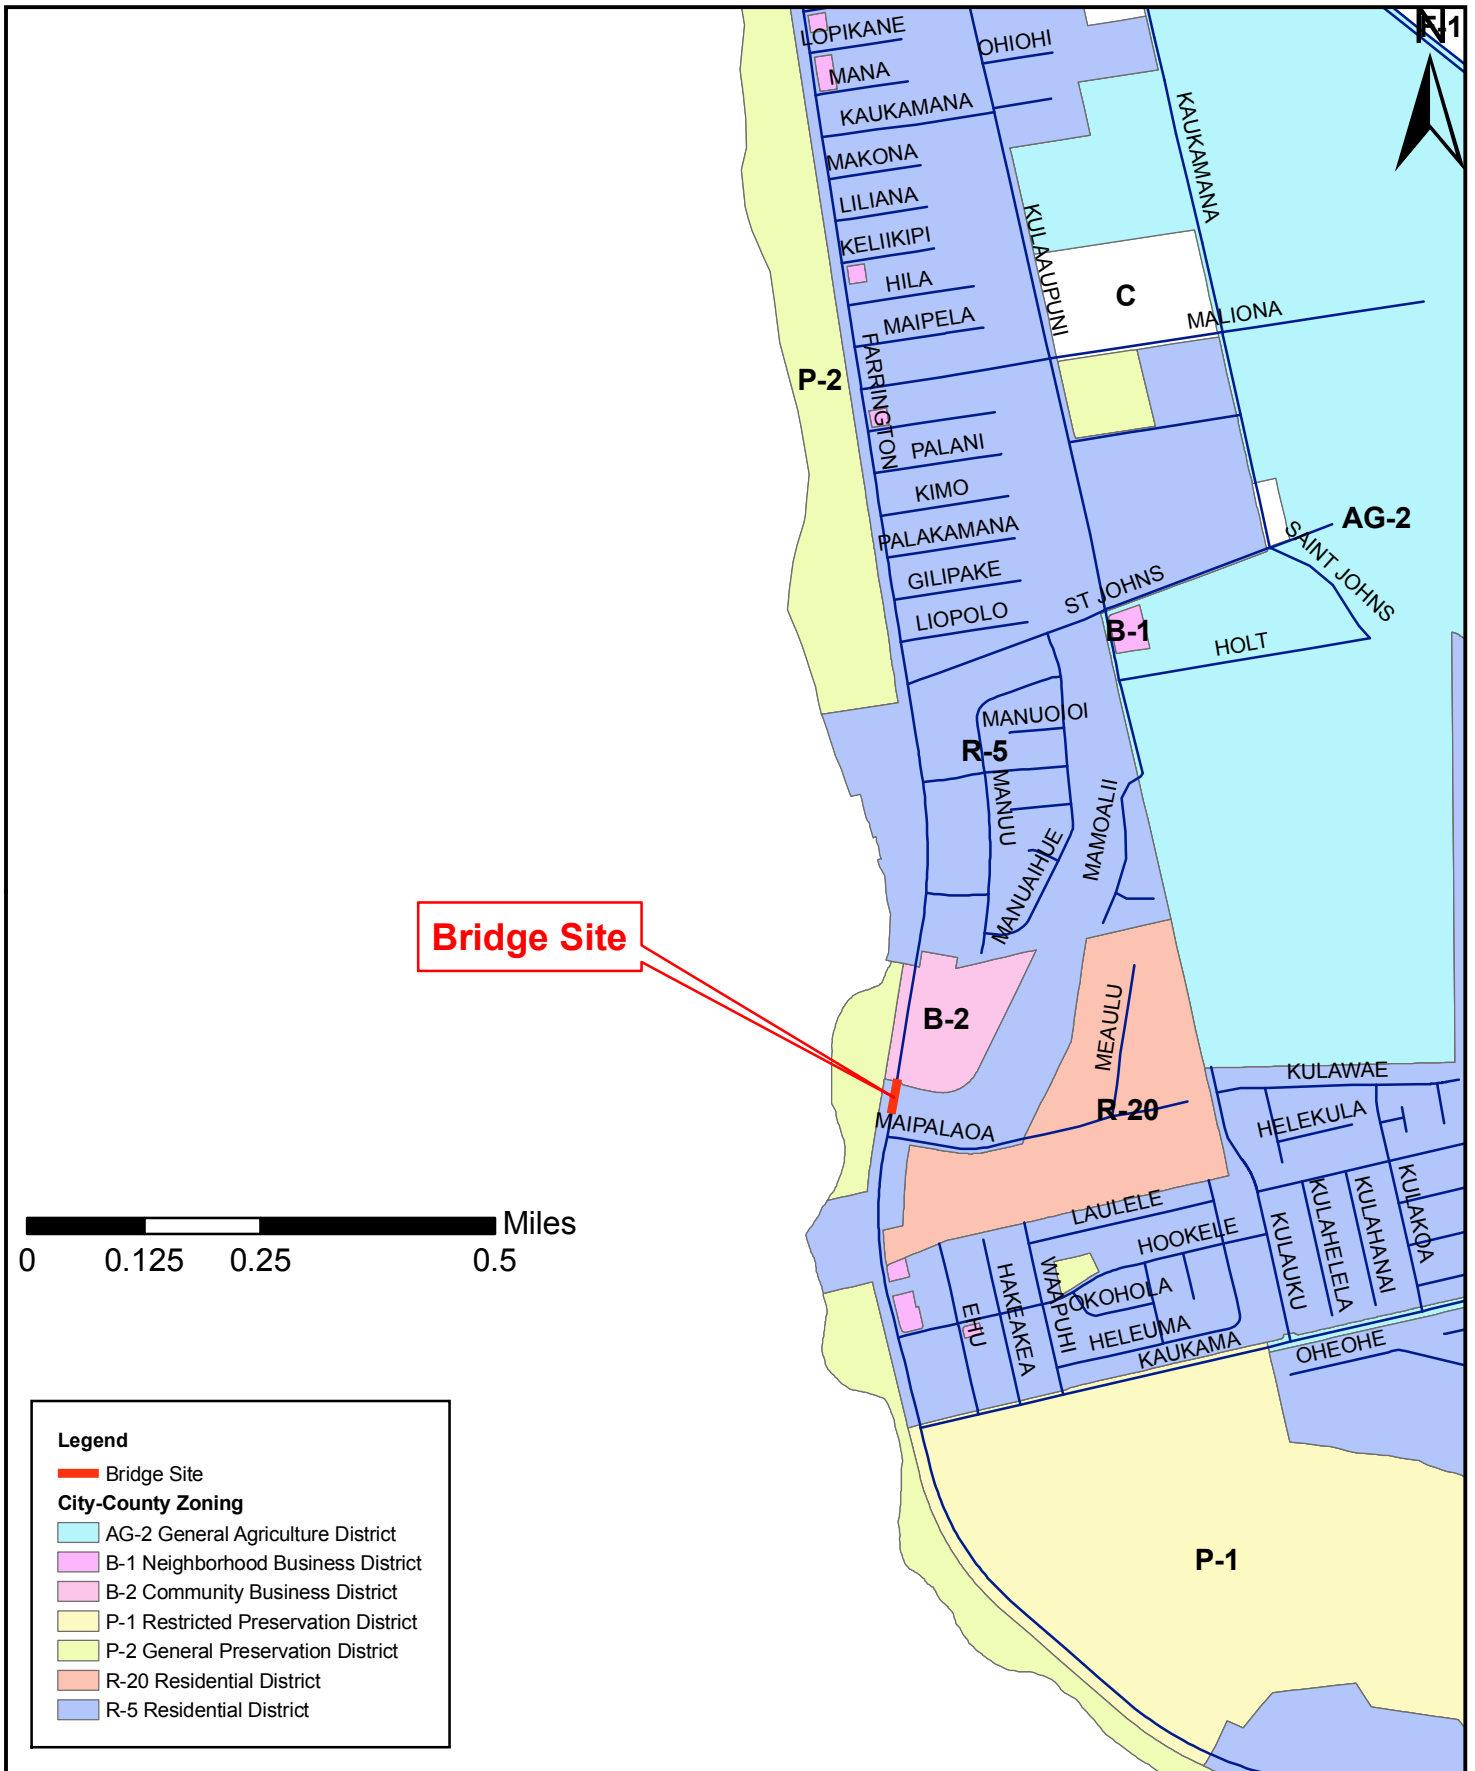 F-1
N
LOPIKANE
OHIOHI
MANA
KAUKAMANA
KAUKAMANA
MAKONA
LILIANA
KULAAUPUNI
KELIIKIPI
HILA
C
MALIONA
MAIPELA
FARRINGTON
P-2
PALANI
KIMO
AG-2
PALAKAMANA
SAINT JOHNS
GILIPAKE
ST JOHNS
LIOPOLO
B-1
HOLT
MANUOIOI
R-5
MANUU
MAMOALII
MANUAIHUE
Bridge Site
B-2
MEAULU
KULAWAE
R-20
HELEKULA
MAIPALAOA
LAULELE
KULAKOA
KULAHANAI
KULAHELELA
KULAUKU
HOOKELE
WAAPUHI
HAKEAKEA
OKOHOLA
EHU
HELEUMA
KAUKAMA
OHEOHE
Miles
0 0.125 0.25 0.5
P-1
Legend
Bridge Site
City-County Zoning
AG-2 General Agriculture District
B-1 Neighborhood Business District
B-2 Community Business District
P-1 Restricted Preservation District
P-2 General Preservation District
R-20 Residential District
R-5 Residential District